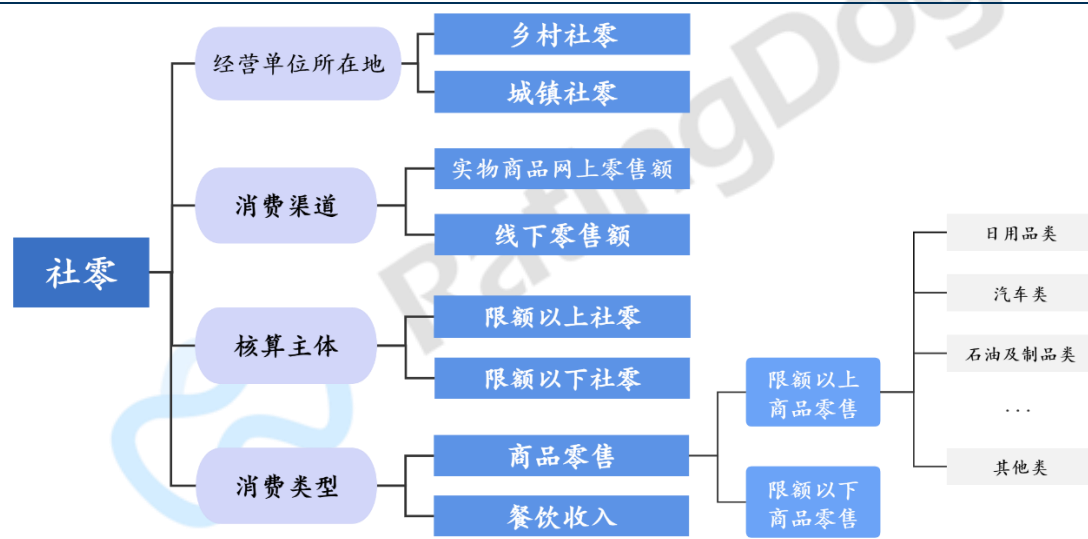 社零
经营单位所在地
乡村社零
城镇社零
消费渠道
实物商品网上零售额
线下零售额
核算主体
限额以上社零
限额以下社零
消费类型
商品零售
餐饮收入
限额以上
商品零售
限额以下
商品零售
日用品类
汽车类
石油及制品类
...
其他类
RatingDog